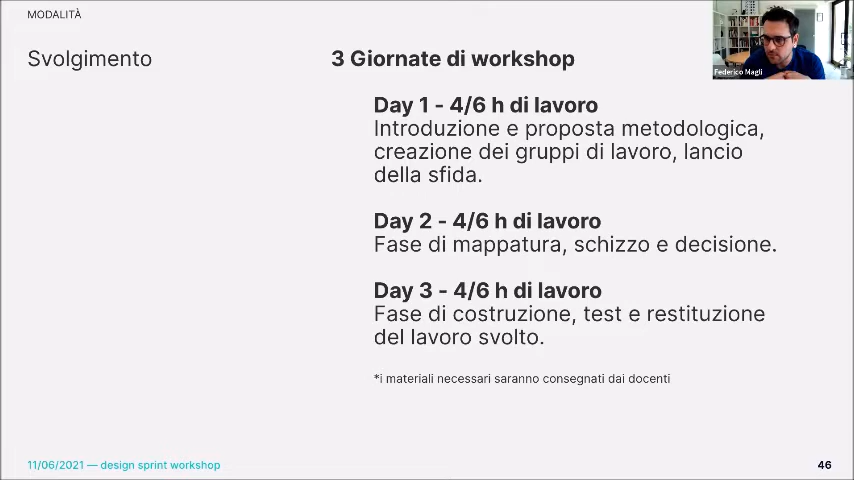 MODALITÀ
Svolgimento
3 Giornate di workshop
Day 1 - 4/6 h di lavoro
Introduzione e proposta metodologica,
creazione dei gruppi di lavoro, lancio
della sfida.
Day 2 - 4/6 h di lavoro
Fase di mappatura, schizzo e decisione.
Day 3 - 4/6 h di lavoro
Fase di costruzione, test e restituzione
del lavoro svolto.
*i materiali necessari saranno consegnati dai docenti
Federico Magli
11/06/2021 — design sprint workshop
46